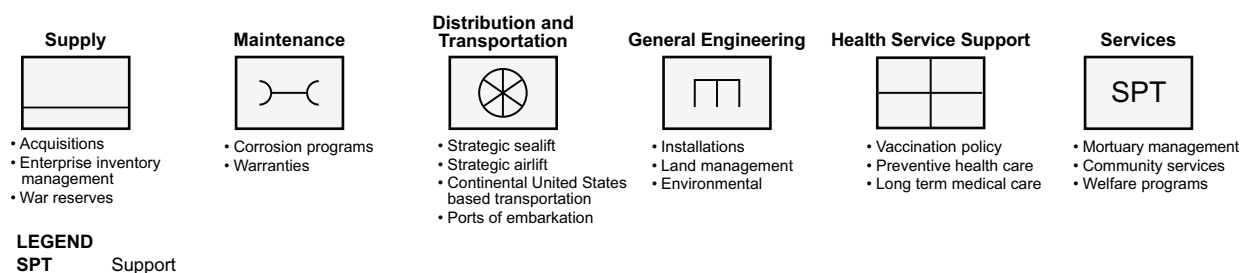 Supply
• Acquisitions
• Enterprise inventory
management
• War reserves
Maintenance
• Corrosion programs
• Warranties
Distribution and
Transportation
• Strategic sealift
• Strategic airlift
• Continental United States
based transportation
• Ports of embarkation
General Engineering
• Installations
• Land management
• Environmental
Health Service Support
• Vaccination policy
• Preventive health care
• Long term medical care
Services
SPT
• Mortuary management
• Community services
• Welfare programs
LEGEND
SPT Support